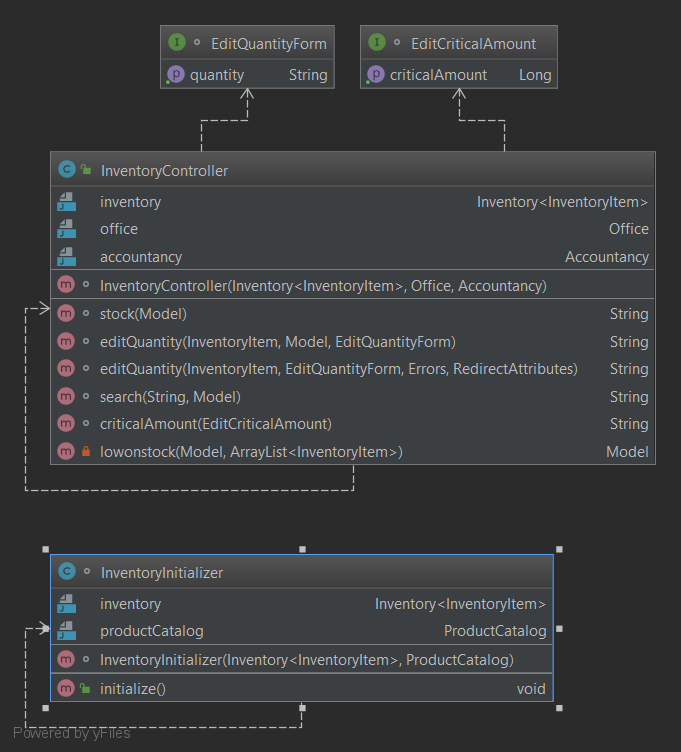 EditQuantityForm
quantity String
EditCriticalAmount
criticalAmount Long
InventoryController
inventory Inventory<InventoryItem>
office Office
accountancy Accountancy
InventoryController(Inventory<InventoryItem>, Office, Accountancy)
stock(Model) String
editQuantity(InventoryItem, Model, EditQuantityForm) String
editQuantity(InventoryItem, EditQuantityForm, Errors, RedirectAttributes) String
search(String, Model) String
criticalAmount(EditCriticalAmount) String
lowonstock(Model, ArrayList<InventoryItem>) Model
InventoryInitializer
inventory Inventory<InventoryItem>
productCatalog ProductCatalog
InventoryInitializer(Inventory<InventoryItem>, ProductCatalog)
initialize() void
Powered by yFiles